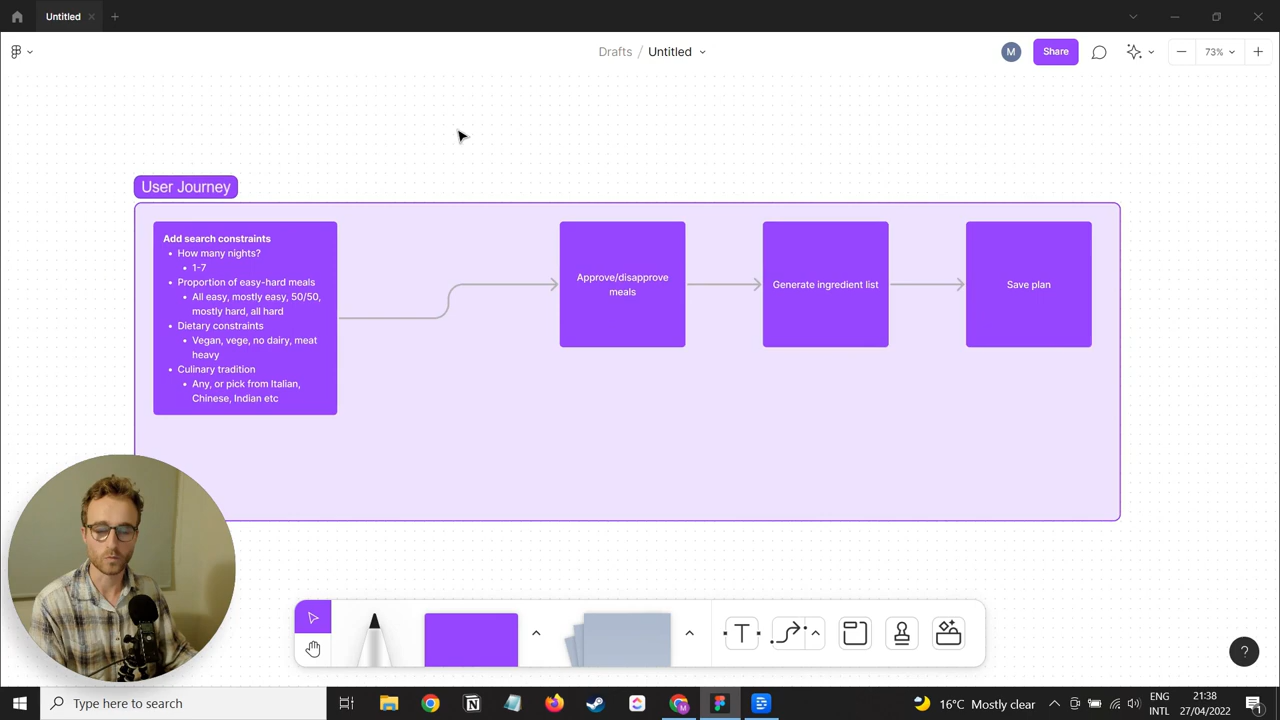 Untitled
Drafts / Untitled
M
Share
73%
User Journey
Add search constraints
• How many nights?
• 1-7
• Proportion of easy-hard meals
• All easy, mostly easy, 50/50,
mostly hard, all hard
• Dietary constraints
• Vegan, vege, no dairy, meat
heavy
• Culinary tradition
• Any, or pick from Italian,
Chinese, Indian etc
Approve/disapprove
meals
Generate ingredient list
Save plan
T
?
Type here to search
N
M
16°C Mostly clear
ENG
INTL
21:38
27/04/2022
1